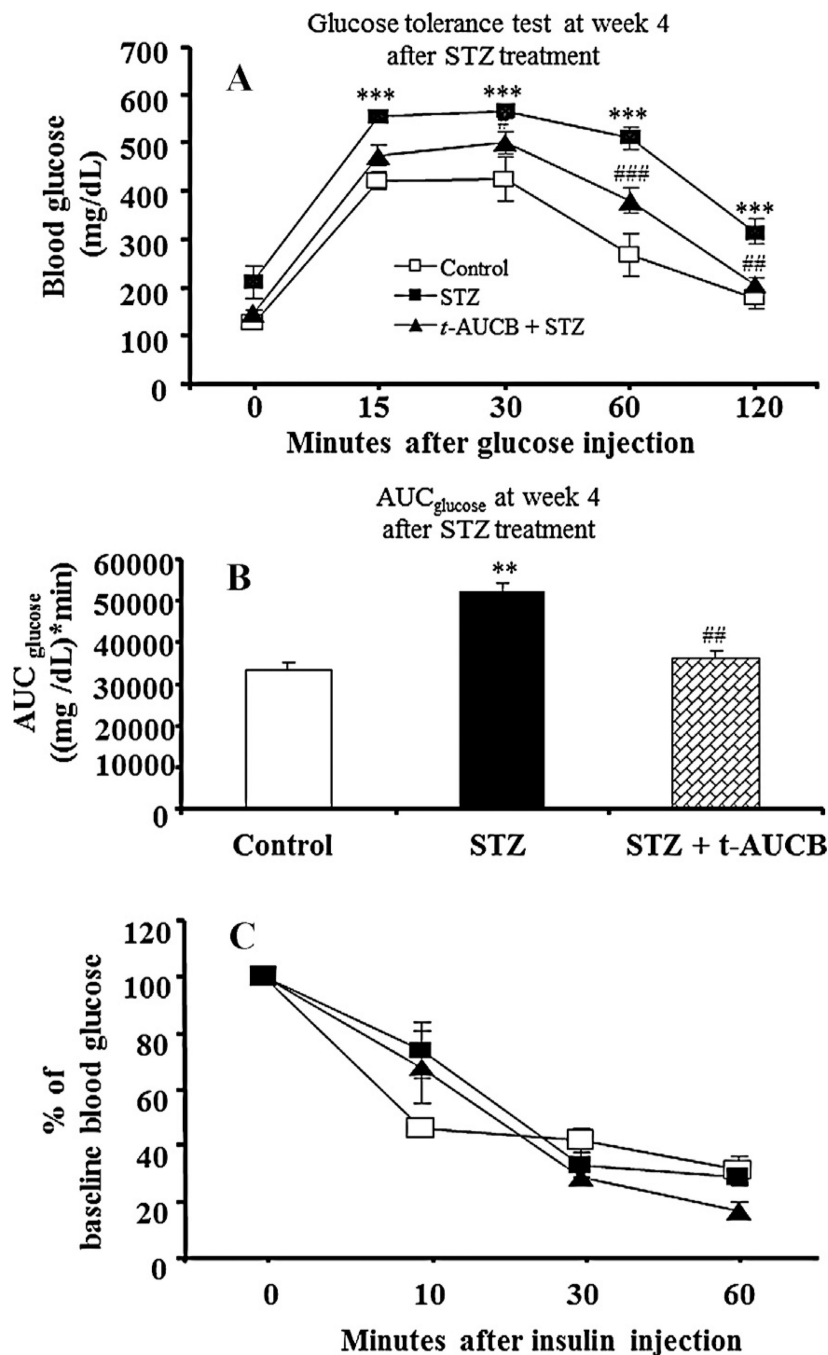 Glucose tolerance test at week 4
after STZ treatment
A
Blood glucose
(mg/dL)
700
600
500
400
300
200
100
0
***
***
#
***
###
***
##
Control
STZ
t-AUCB + STZ
0 15 30 60 120
Minutes after glucose injection
AUCglucose at week 4
after STZ treatment
B
AUC glucose
((mg /dL)*min)
60000
50000
40000
30000
20000
10000
0
**
##
Control STZ STZ + t-AUCB
C
% of
baseline blood glucose
120
100
80
60
40
20
0
0 10 30 60
Minutes after insulin injection